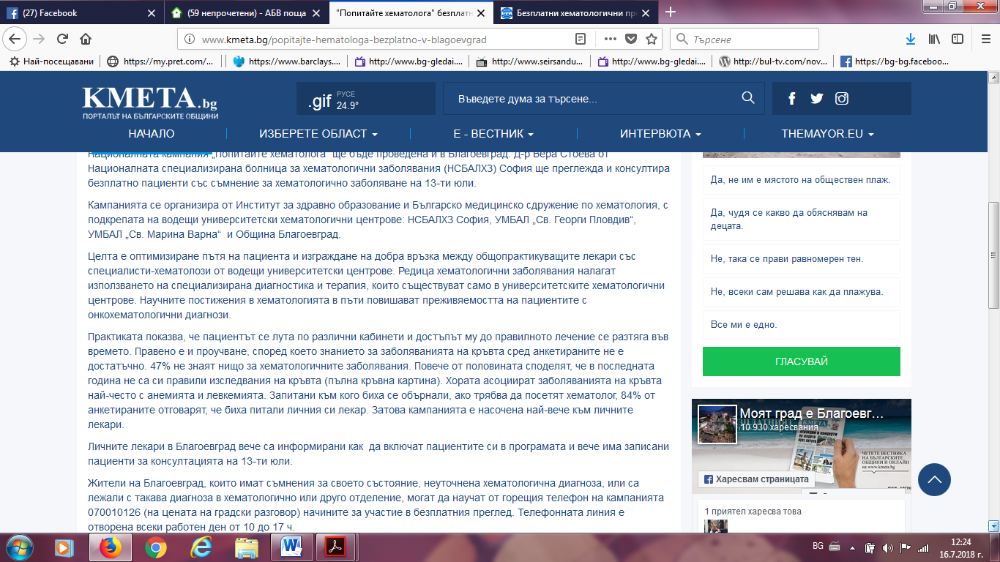 (27) Facebook
(59 непрочетени) - АБВ поща
"Попитайте хематолога" безплатн
Безплатни хематологични пр
www.kmeta.bg/popitajte-hematologa-bezplatno-v-blagoevgrad
Търсене
Най-посещавани
https://my.pret.com/...
https://www.barclays....
http://www.bg-gledai....
http://www.seirsandu...
http://www.bg-gledai....
http://bul-tv.com/nov...
https://bg-bg.faceboo...
KMETA.bg
ПОРТАЛЪТ НА БЪЛГАРСКИТЕ ОБЩИНИ
.gif
РУСЕ
24.9°
Въведете дума за търсене...
НАЧАЛО
ИЗБЕРЕТЕ ОБЛАСТ
Е - ВЕСТНИК
ИНТЕРВЮТА
THEMAYOR.EU
Националната кампания „Попитайте хематолога“ ще бъде проведена и в Благоевград. Д-р Вера Стоева от
Националната специализирана болница за хематологични заболявания (НСБАЛХЗ) София ще преглежда и консултира
безплатно пациенти със съмнение за хематологично заболяване на 13-ти юли.
Кампанията се организира от Институт за здравно образование и Българско медицинско сдружение по хематология, с
подкрепата на водещи университетски хематологични центрове: НСБАЛХЗ София, УМБАЛ „Св. Георги Пловдив“,
УМБАЛ „Св. Марина Варна“ и Община Благоевград.
Целта е оптимизиране пътя на пациента и изграждане на добра връзка между общопрактикуващите лекари със
специалисти-хематолози от водещи университетски центрове. Редица хематологични заболявания налагат
използването на специализирана диагностика и терапия, които съществуват само в университетските хематологични
центрове. Научните постижения в хематологията в пъти повишават преживяемостта на пациентите с
онкохематологични диагнози.
Практиката показва, че пациентът се лута по различни кабинети и достъпът му до правилното лечение се разтяга във
времето. Правено е и проучване, според което знанието за заболяванията на кръвта сред анкетираните не е
достатъчно. 47% не знаят нищо за хематологичните заболявания. Повече от половината споделят, че в последната
година не са си правили изследвания на кръвта (пълна кръвна картина). Хората асоциират заболяванията на кръвта
най-често с анемията и левкемията. Запитани към кого биха се обърнали, ако трябва да посетят хематолог, 84% от
анкетираните отговарят, че биха питали личния си лекар. Затова кампанията е насочена най-вече към личните
лекари.
Личните лекари в Благоевград вече са информирани как да включат пациентите си в програмата и вече има записани
пациенти за консултацията на 13-ти юли.
Жители на Благоевград, които имат съмнения за своето състояние, неуточнена хематологична диагноза, или са
лежали с такава диагноза в хематологично или друго отделение, могат да научат от горещия телефон на кампанията
070010126 (на цената на градски разговор) начините за участие в безплатния преглед. Телефонната линия е
отворена всеки работен ден от 10 до 17 ч.
Да, не им е мястото на обществен плаж.
Да, чудя се какво да обяснявам на
децата.
Не, така се прави равномерен тен.
Не, всеки сам решава как да плажува.
Все ми е едно.
ГЛАСУВАЙ
Моят град е Благоевг...
10 930 харесвания
ЧЕТЕТЕ ВЕСТНИКА
НА БЪЛГАРСКИТЕ
ОБЩИНИ И ОНЛАЙН
на www.kmeta.bg
Харесвам страницата
1 приятел харесва това
BG
12:24
16.7.2018 г.